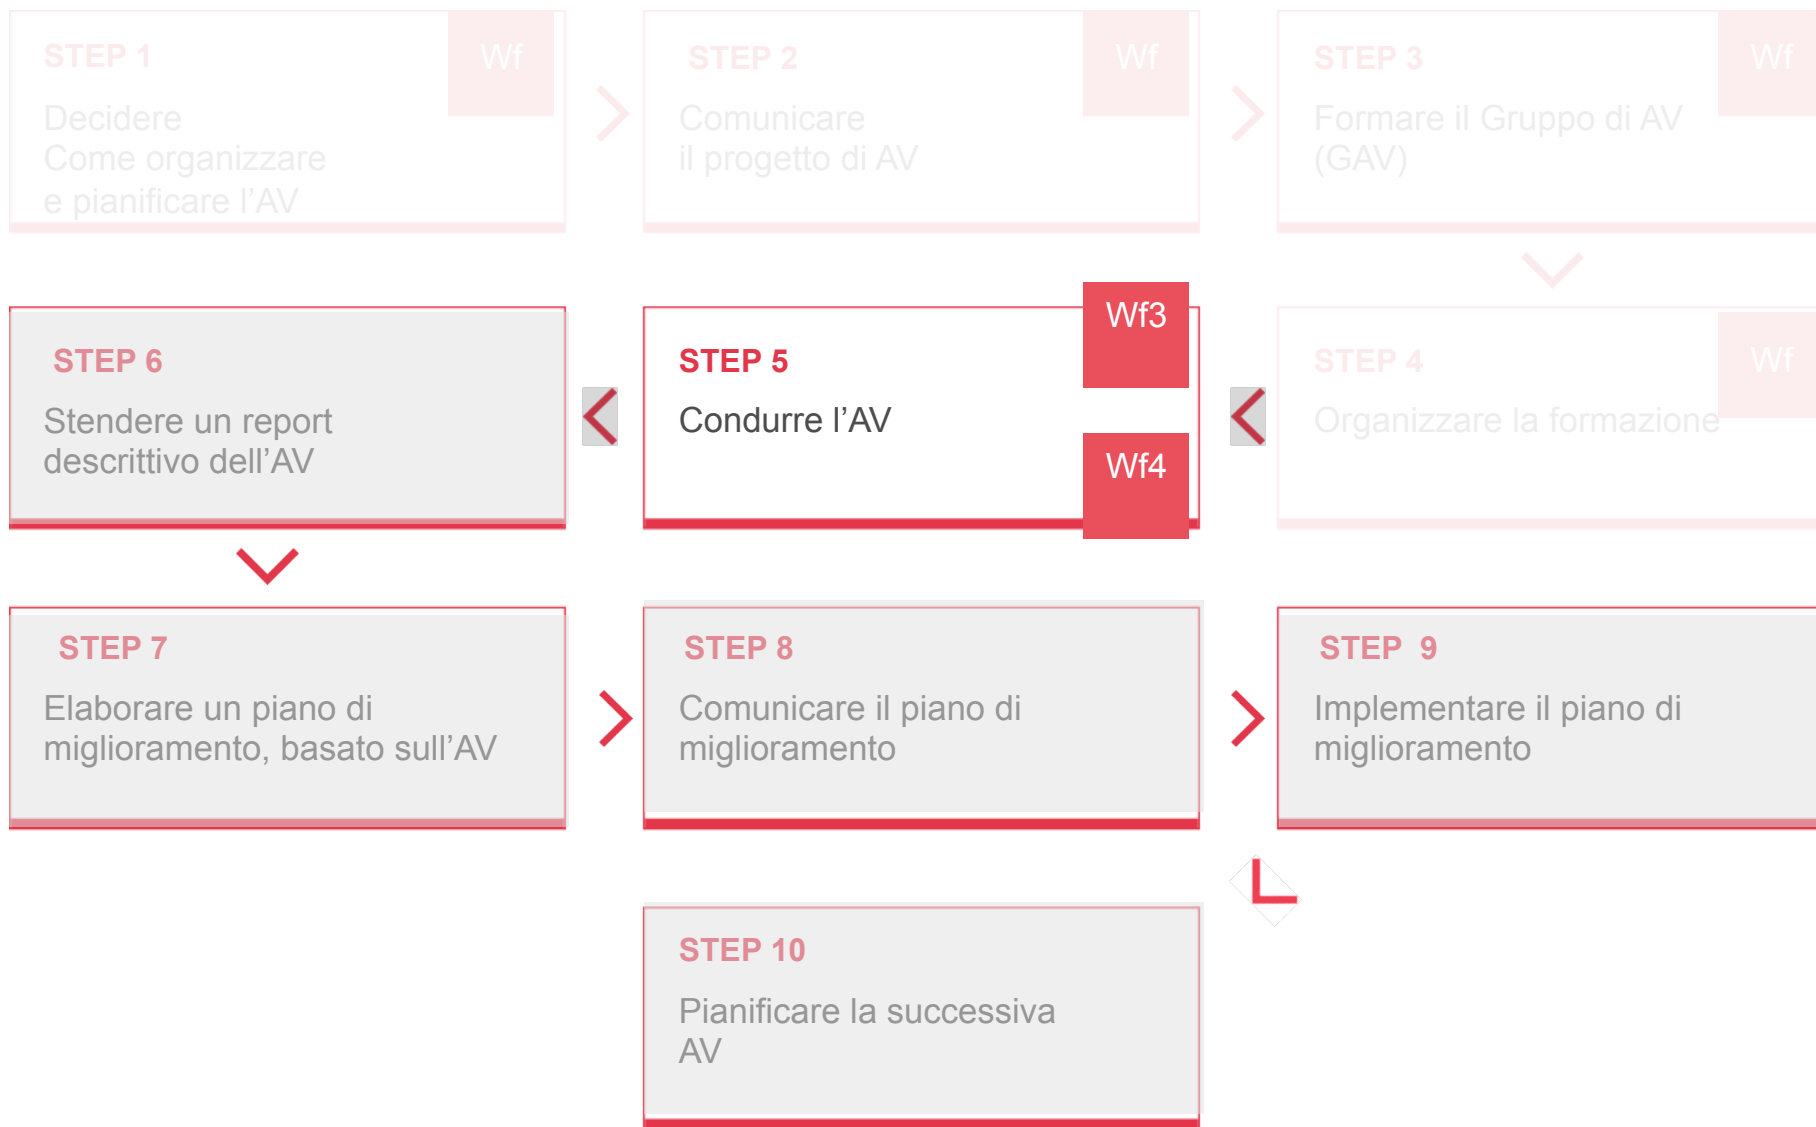 STEP 1
Wf
Decidere
Come organizzare
e pianificare l’AV
STEP 2
Wf
Comunicare
il progetto di AV
STEP 3
Wf
Formare il Gruppo di AV
(GAV)
STEP 6
Stendere un report
descrittivo dell’AV
STEP 5
Wf3
Condurre l’AV
Wf4
STEP 4
Wf
Organizzare la formazione
STEP 7
Elaborare un piano di
miglioramento, basato sull’AV
STEP 8
Comunicare il piano di
miglioramento
STEP 9
Implementare il piano di
miglioramento
STEP 10
Pianificare la successiva
AV